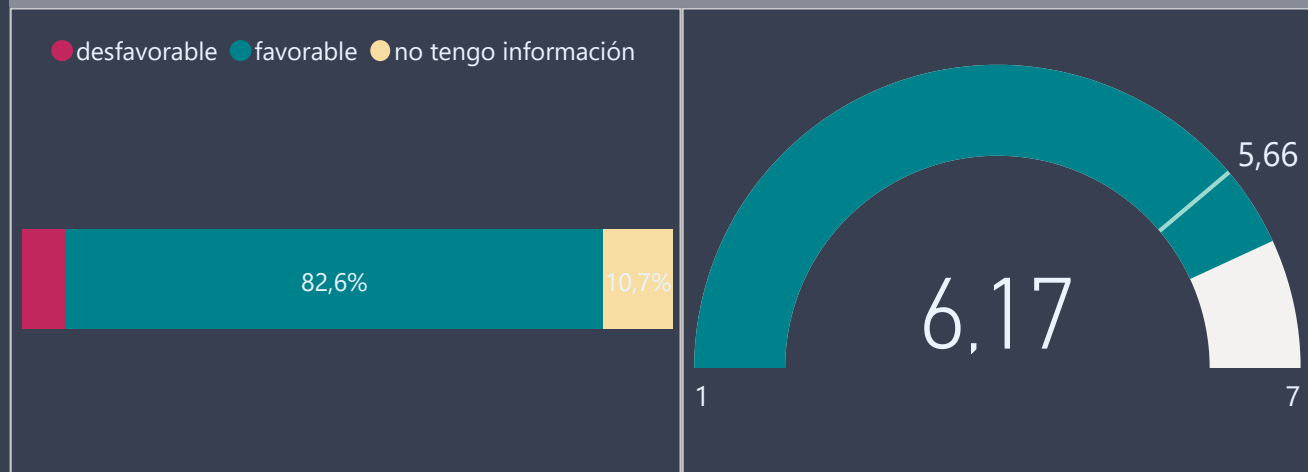 desfavorable favorable no tengo información
82,6% 10,7%
5,66
6,17
1 7